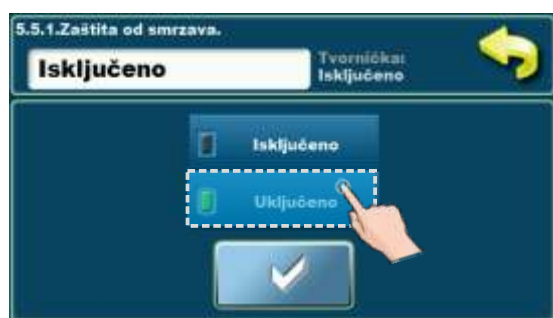 5.5.1.Zaštita od smrzava.
Isključeno
Tvornička:
Isključeno
Isključeno
Uključeno